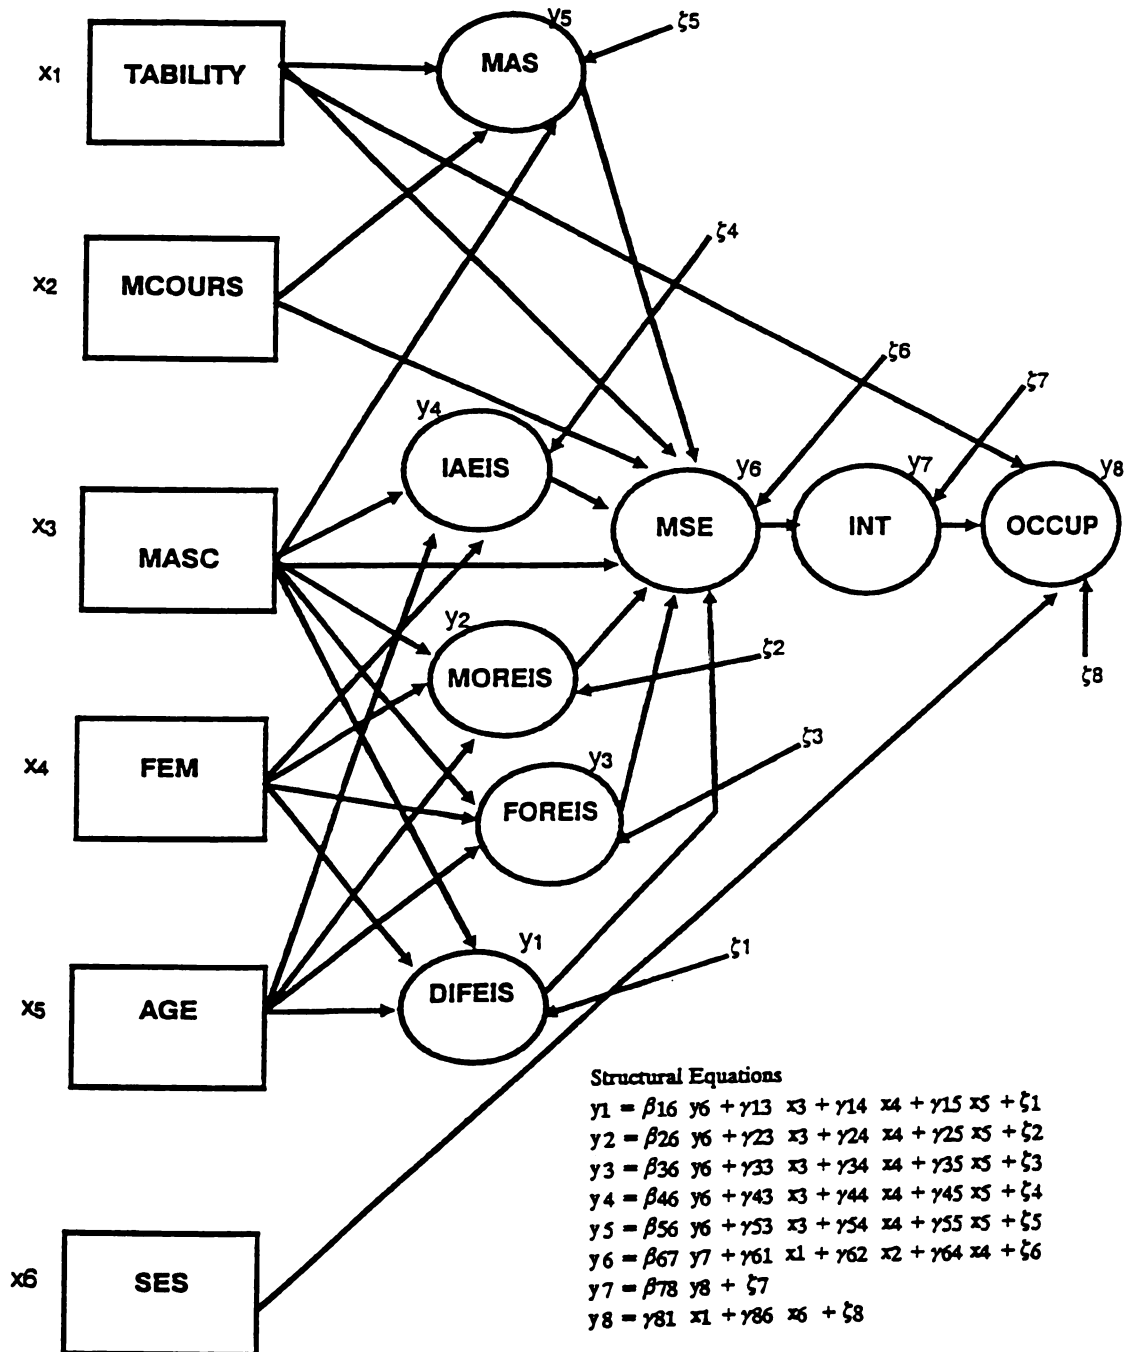 y5
ζ5
x1
TABILITY
MAS
ζ4
x2
MCOURS
ζ6
ζ7
y4
IAEIS
y6
y7
y8
x3
MASC
MSE
INT
OCCUP
y2
MOREIS
ζ2
ζ8
x4
FEM
y3
ζ3
FOREIS
y1
ζ1
x5
AGE
DIFEIS
x6
SES
Structural Equations
y1 = β16 y6 + γ13 x3 + γ14 x4 + γ15 x5 + ζ1
y2 = β26 y6 + γ23 x3 + γ24 x4 + γ25 x5 + ζ2
y3 = β36 y6 + γ33 x3 + γ34 x4 + γ35 x5 + ζ3
y4 = β46 y6 + γ43 x3 + γ44 x4 + γ45 x5 + ζ4
y5 = β56 y6 + γ53 x3 + γ54 x4 + γ55 x5 + ζ5
y6 = β67 y7 + γ61 x1 + γ62 x2 + γ64 x4 + ζ6
y7 = β78 y8 + ζ7
y8 = γ81 x1 + γ86 x6 + ζ8